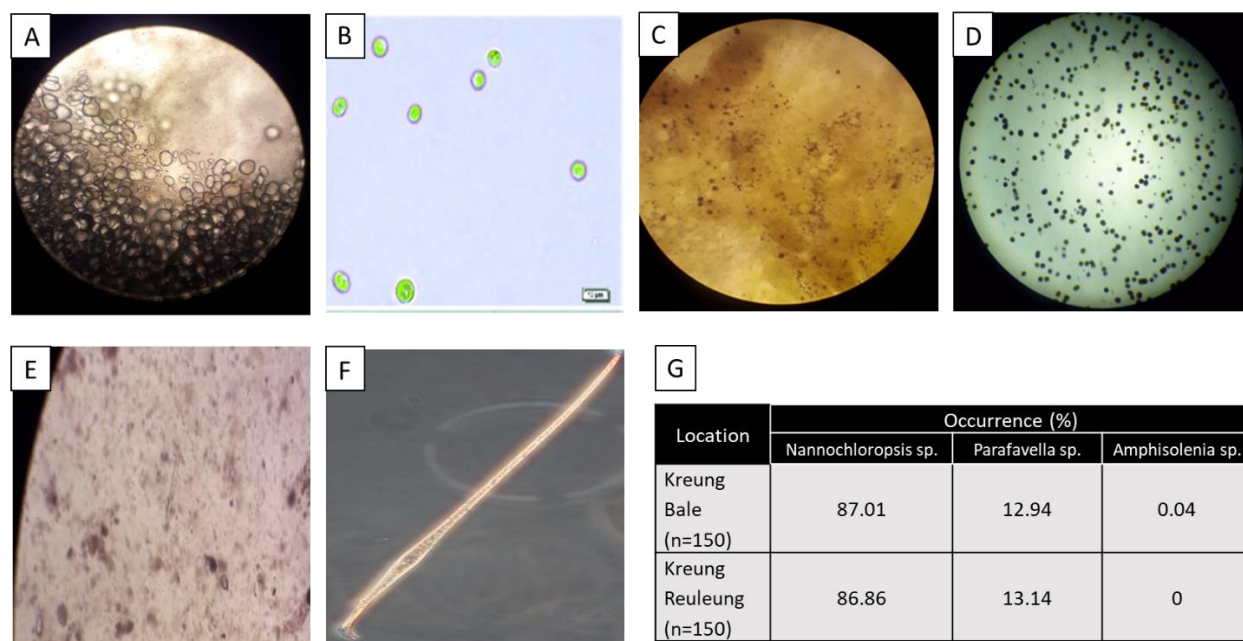 A
B
C
D
E
F
G
Location
Occurrence (%)
Nannochloropsis sp.
Parafavella sp.
Amphisolenia sp.
Kreung
Bale
(n=150)
87.01
12.94
0.04
Kreung
Reuleung
(n=150)
86.86
13.14
0